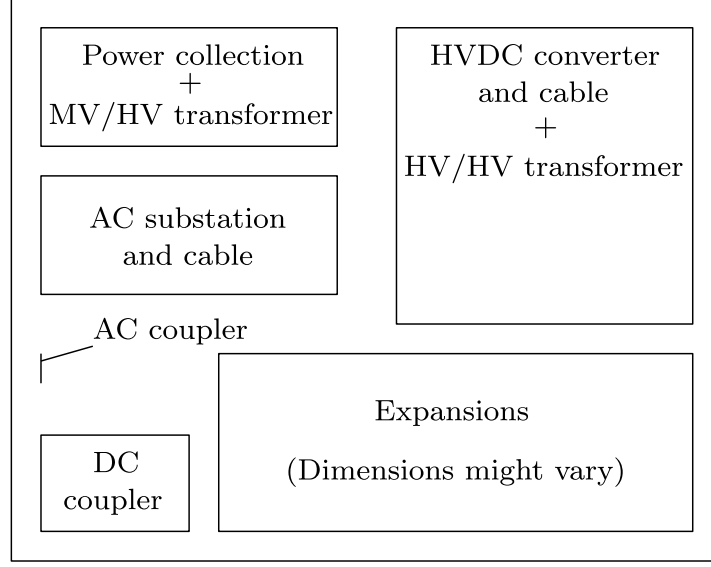 Power collection
+
MV/HV transformer
HVDC converter
and cable
+
HV/HV transformer
AC substation
and cable
AC coupler
Expansions
(Dimensions might vary)
DC
coupler